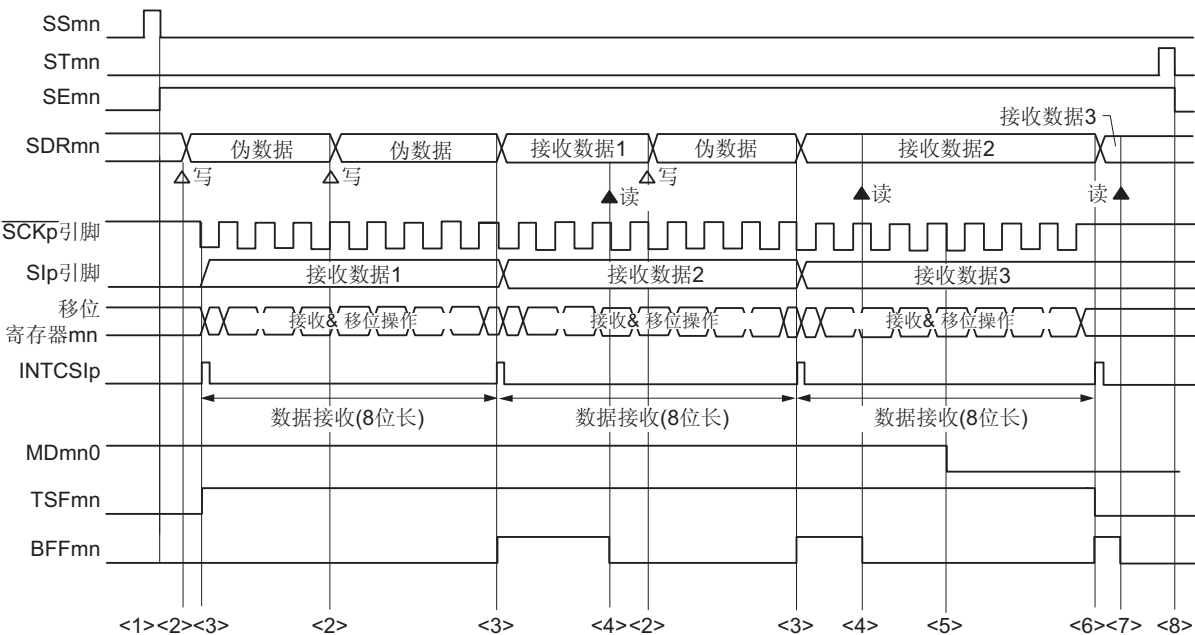 SSmn
STmn
SEmn
接收数据3
SDRmn
伪数据 伪数据 接收数据1 伪数据 接收数据2
写 写 读 写 读 读
SCKp引脚
SIp引脚
接收数据1 接收数据2 接收数据3
移位
寄存器mn
接收& 移位操作 接收& 移位操作 接收& 移位操作
INTCSIp
数据接收(8位长) 数据接收(8位长) 数据接收(8位长)
MDmn0
TSFmn
BFFmn
<1><2><3> <2> <3> <4><2> <3> <4> <5> <6><7> <8>